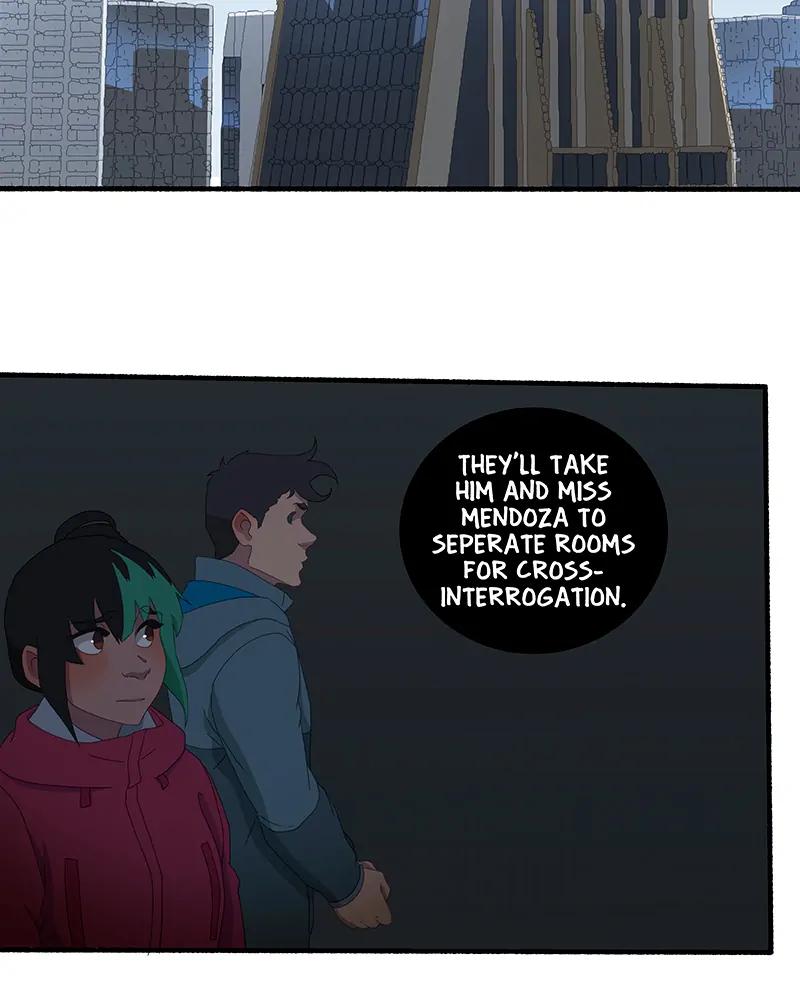 THEY'LL TAKE
HIM AND MISS
MENDOZA TO
SEPERATE ROOMS
FOR CROSS-
INTERROGATION.